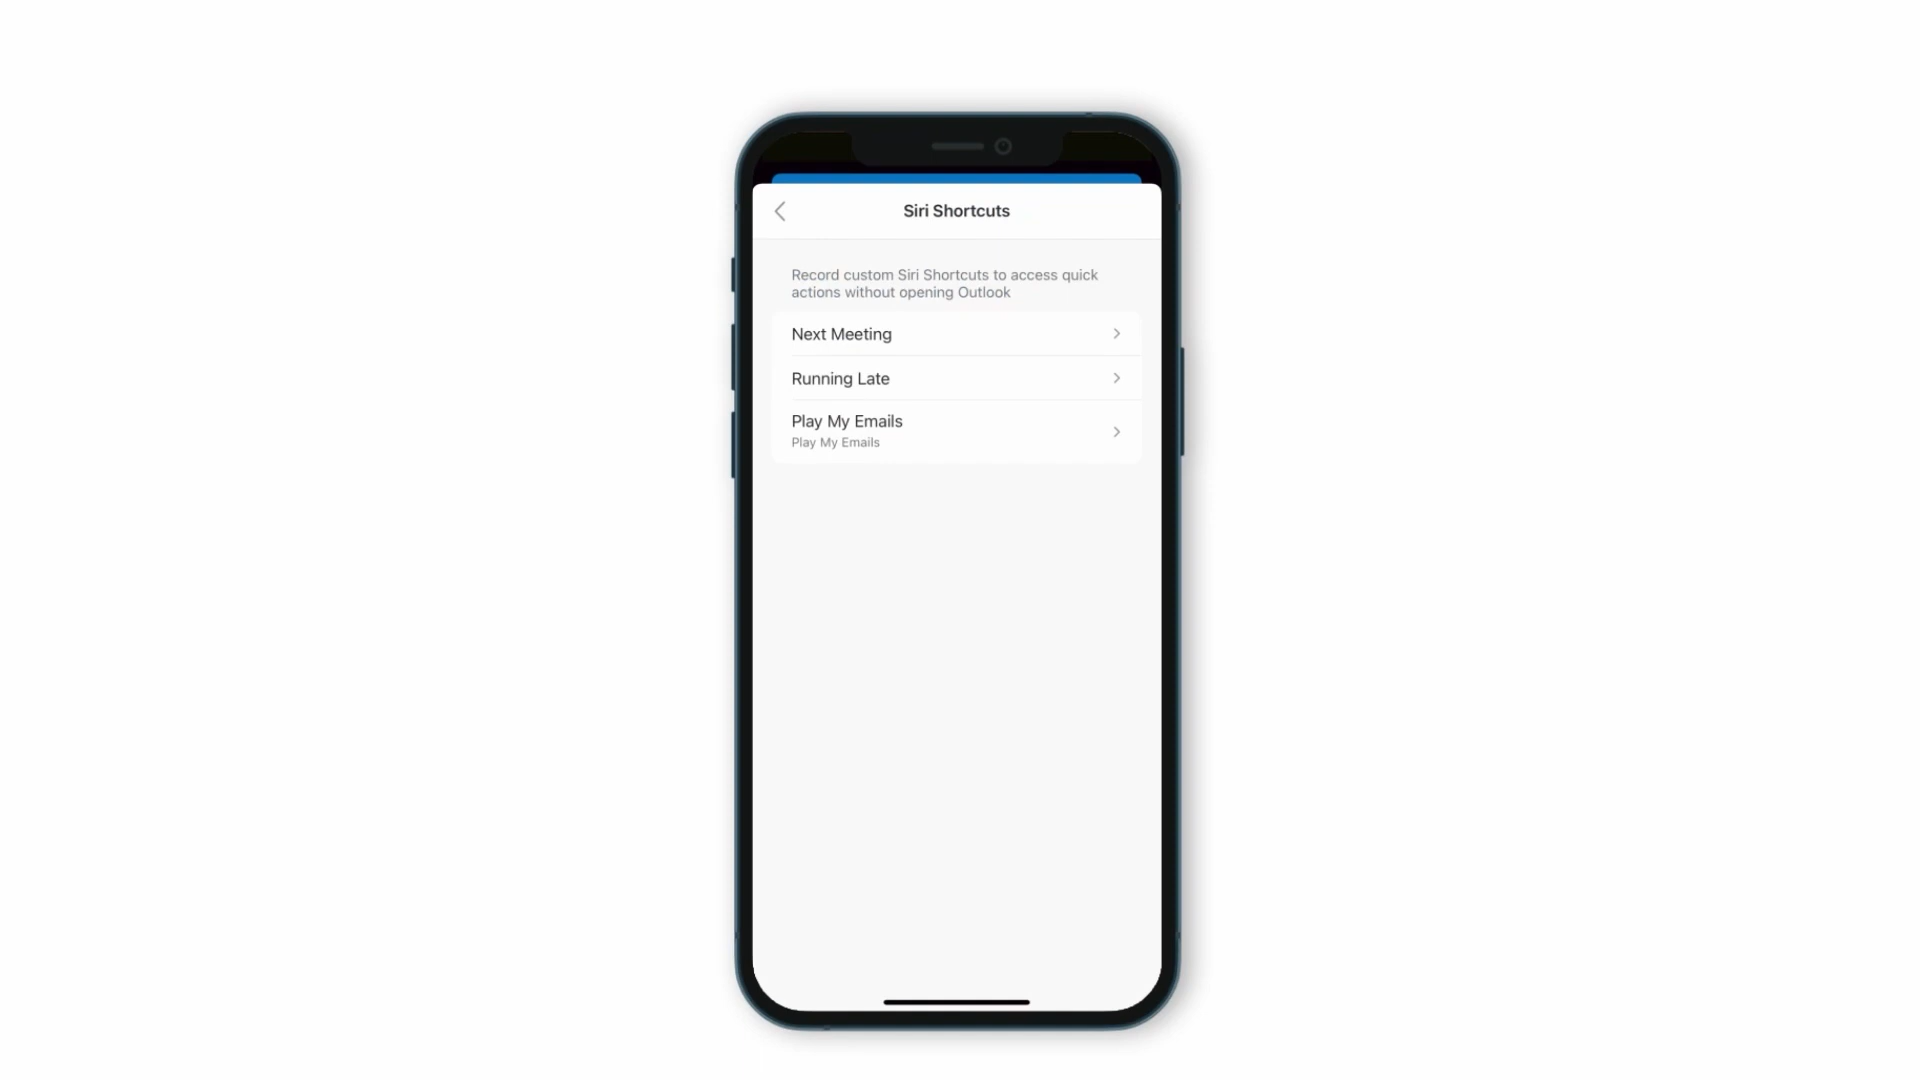 Siri Shortcuts
Record custom Siri Shortcuts to access quick
actions without opening Outlook
Next Meeting
Running Late
Play My Emails
Play My Emails